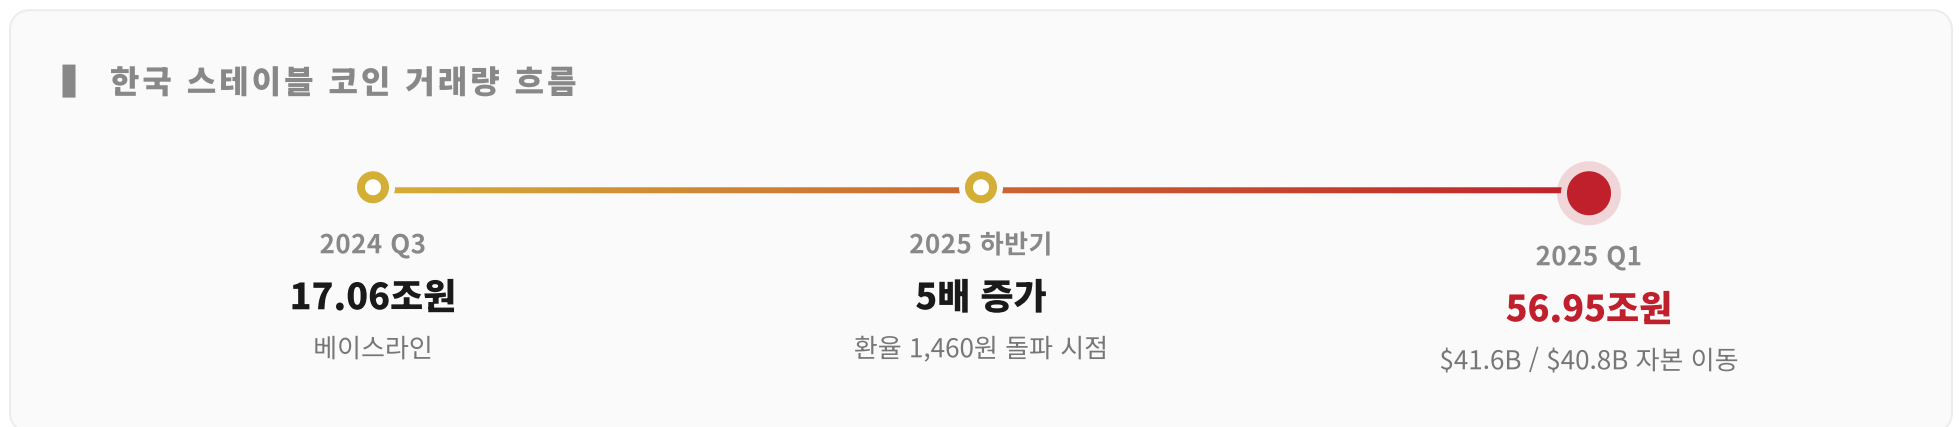 한국 스테이블 코인 거래량 흐름
2024 Q3
17.06조원
베이스라인
2025 하반기
5배 증가
환율 1,460원 돌파 시점
2025 Q1
56.95조원
$41.6B / $40.8B 자본 이동